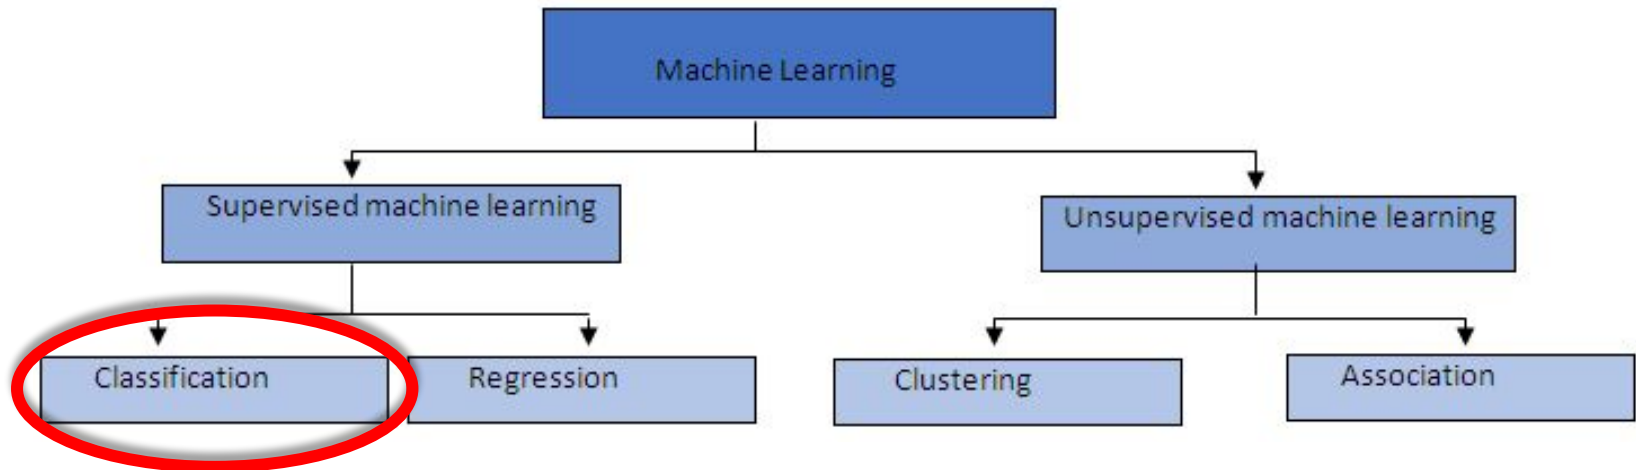 Machine Learning
Supervised machine learning
Unsupervised machine learning
Classification
Regression
Clustering
Association